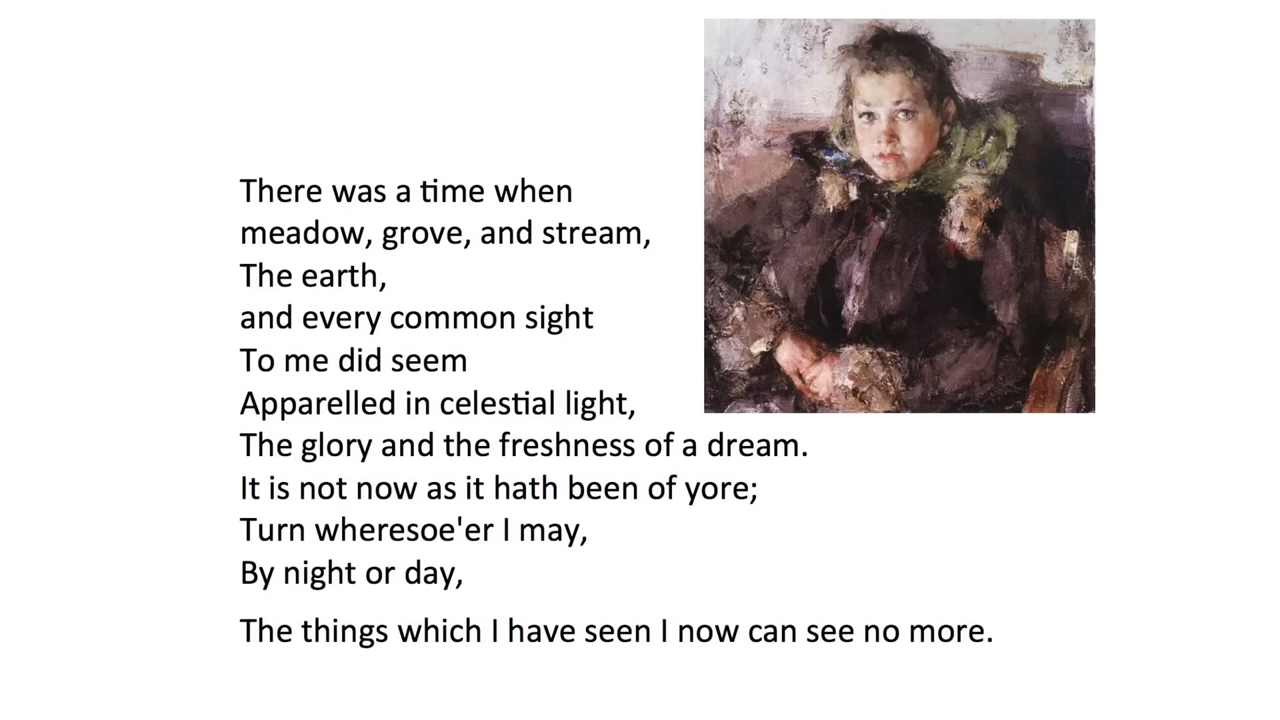 There was a time when
meadow, grove, and stream,
The earth,
and every common sight
To me did seem
Apparelled in celestial light,
The glory and the freshness of a dream.
It is not now as it hath been of yore;
Turn wheresoe'er I may,
By night or day,
The things which I have seen I now can see no more.